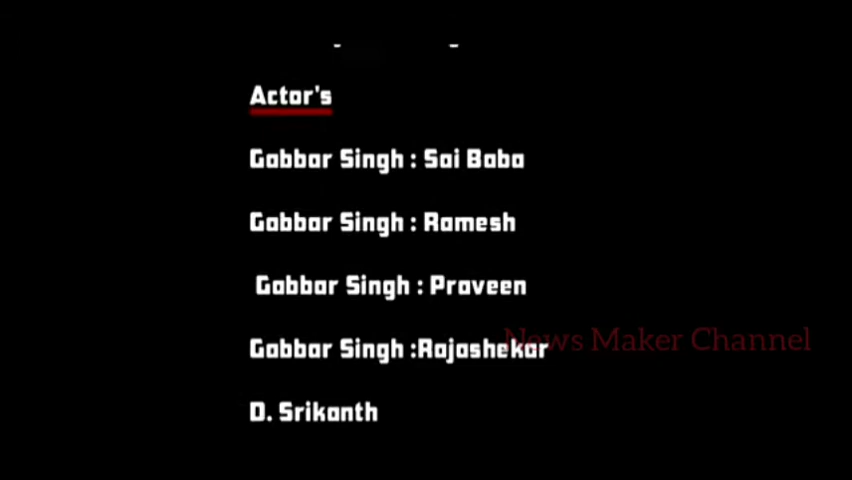 Actor's
Gabbar Singh : Sai Baba
Gabbar Singh : Ramesh
Gabbar Singh : Praveen
Gabbar Singh :Rajashekar
News Maker Channel
D. Srikanth